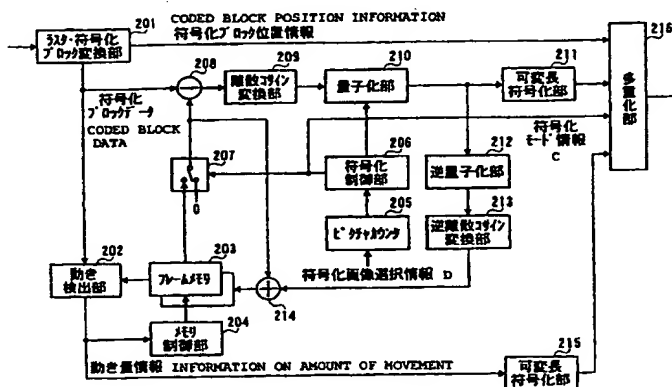 201
CODED BLOCK POSITION INFORMATION
符号化ブロック位置情報
216
ラスタ・符号化
ブロック変換部
208
209
210
211
離散コサイン
変換部
量子化部
可変長
符号化部
多重化部
符号化
ブロックデータ
CODED BLOCK
DATA
207
0
206
符号化
制御部
212
逆量子化部
符号化
モード情報
C
205
ピクチャカウンタ
213
逆離散コサイン
変換部
202
動き
検出部
203
フレームメモリ
符号化画像選択情報 D
214
204
メモリ
制御部
215
可変長
符号化部
動き量情報 INFORMATION ON AMOUNT OF MOVEMENT